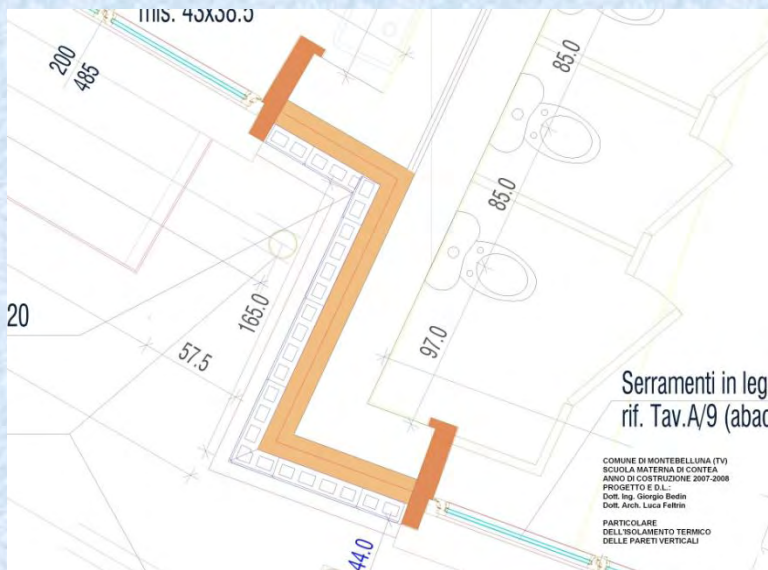 mis. 43x38.5
200
485
85.0
85.0
20
165.0
57.5
97.0
Serramenti in leg
rif. Tav.A/9 (abac
COMUNE DI MONTEBELLUNA (TV)
SCUOLA MATERNA DI CONTEA
ANNO DI COSTRUZIONE 2007-2008
PROGETTO E D.L.:
Dott. Ing. Giorgio Bedin
Dott. Arch. Luca Feltrin
PARTICOLARE
DELL'ISOLAMENTO TERMICO
DELLE PARETI VERTICALI
44.0